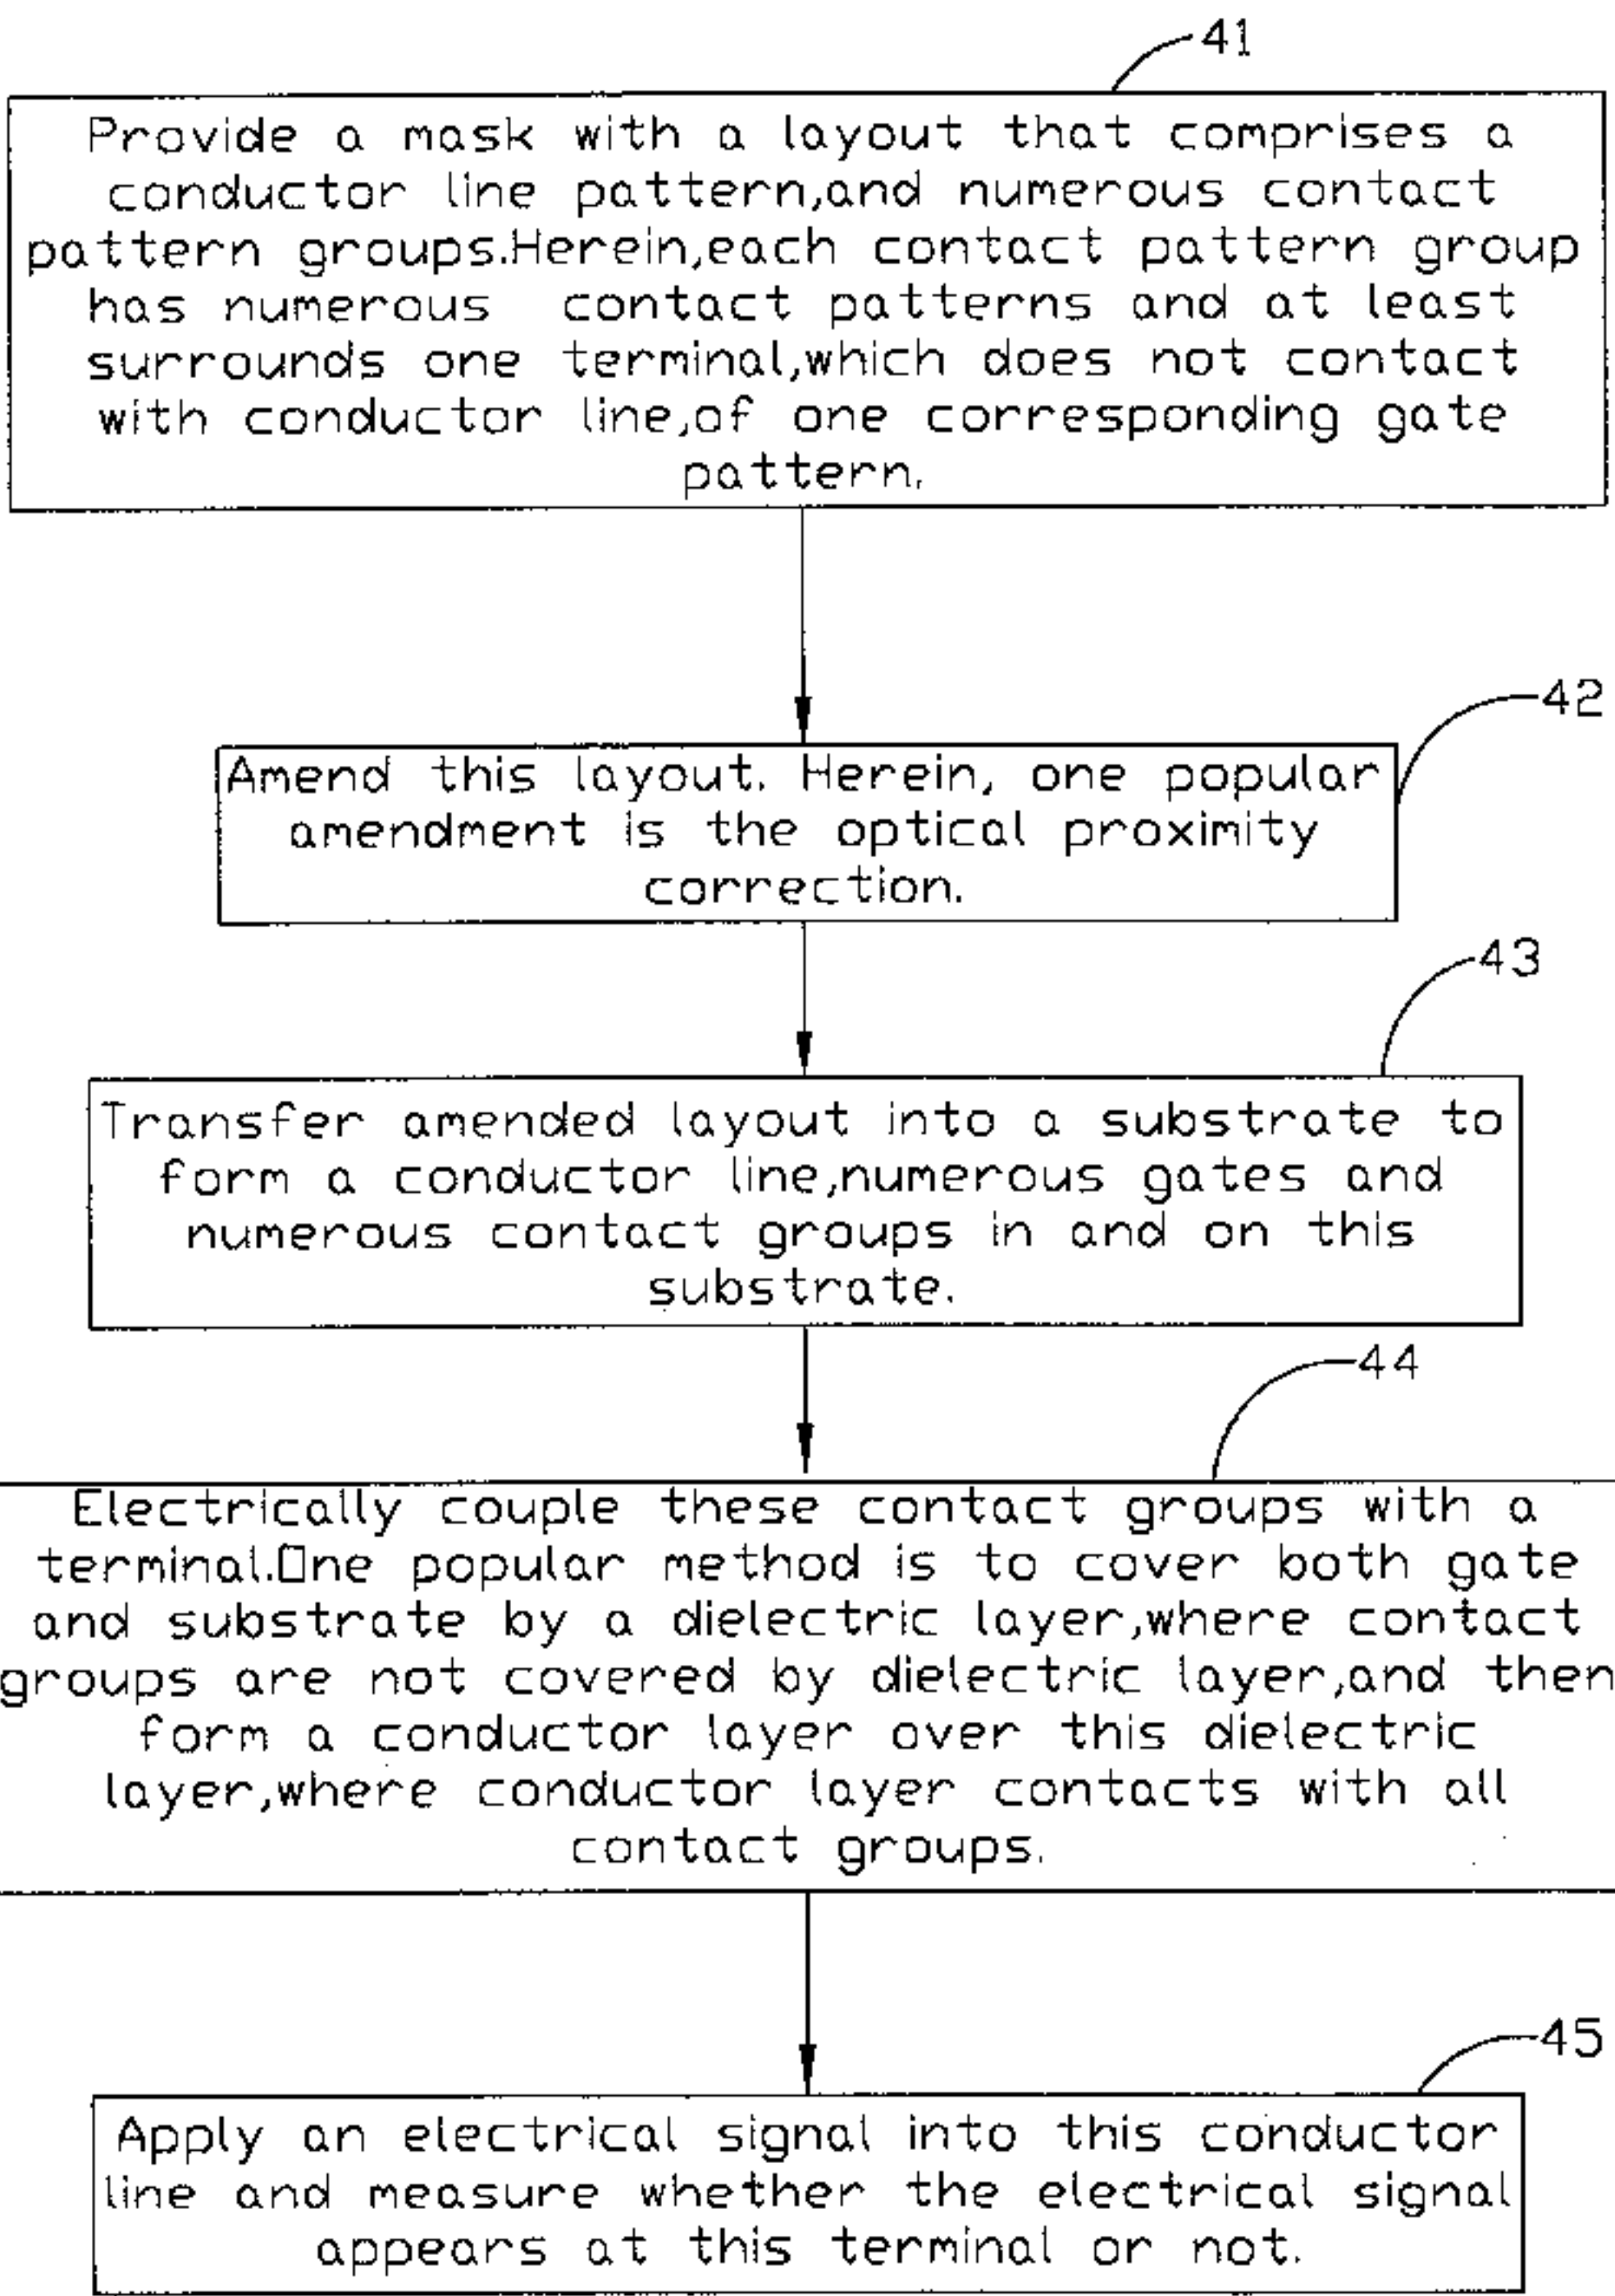 41
Provide a mask with a layout that comprises a
conductor line pattern,and numerous contact
pattern groups.Herein,each contact pattern group
has numerous contact patterns and at least
surrounds one terminal,which does not contact
with conductor line,of one corresponding gate
pattern.
42
Amend this layout. Herein, one popular
amendment is the optical proximity
correction.
43
Transfer amended layout into a substrate to
form a conductor line,numerous gates and
numerous contact groups in and on this
substrate.
44
Electrically couple these contact groups with a
terminal.One popular method is to cover both gate
and substrate by a dielectric layer,where contact
groups are not covered by dielectric layer,and then
form a conductor layer over this dielectric
layer,where conductor layer contacts with all
contact groups.
45
Apply an electrical signal into this conductor
line and measure whether the electrical signal
appears at this terminal or not.